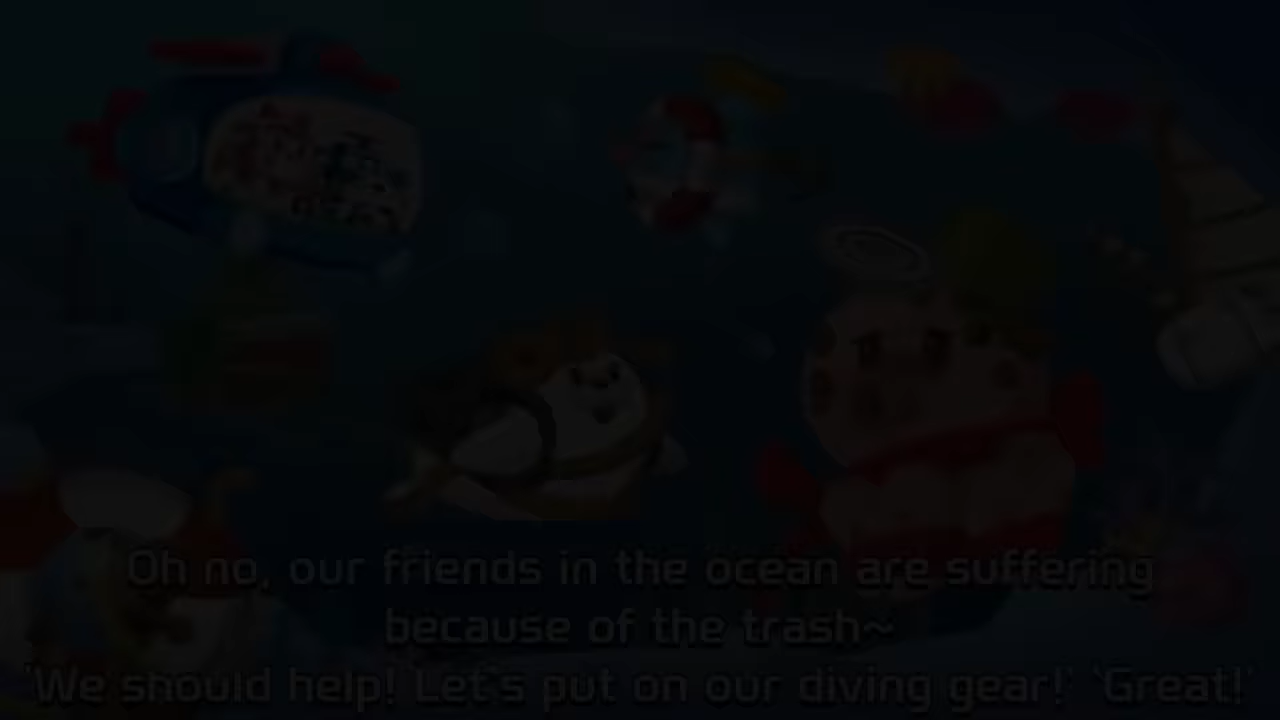 Oh no, our friends in the ocean are suffering
because of the trash~
'We should help! Let's put on our diving gear!' 'Great!'